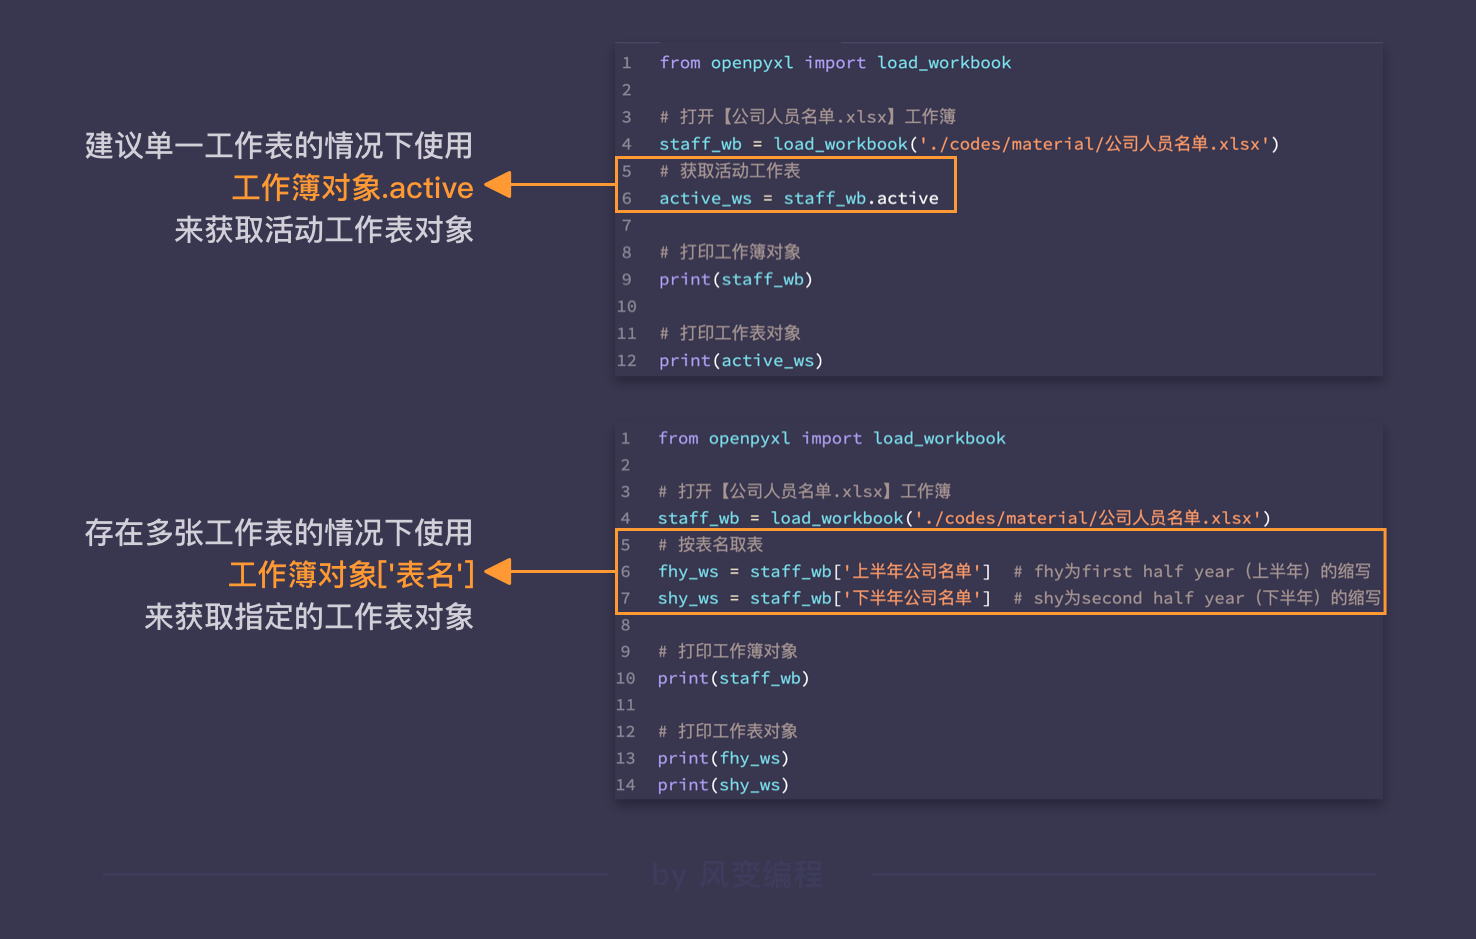 建议单一工作表的情况下使用
工作簿对象.active
来获取活动工作表对象
1 from openpyxl import load_workbook
2
3 # 打开【公司人员名单.xlsx】工作簿
4 staff_wb = load_workbook('./codes/material/公司人员名单.xlsx')
5 # 获取活动工作表
6 active_ws = staff_wb.active
7
8 # 打印工作簿对象
9 print(staff_wb)
10
11 # 打印工作表对象
12 print(active_ws)
存在多张工作表的情况下使用
工作簿对象['表名']
来获取指定的工作表对象
1 from openpyxl import load_workbook
2
3 # 打开【公司人员名单.xlsx】工作簿
4 staff_wb = load_workbook('./codes/material/公司人员名单.xlsx')
5 # 按表名取表
6 fhy_ws = staff_wb['上半年公司名单'] # fhy为first half year（上半年）的缩写
7 shy_ws = staff_wb['下半年公司名单'] # shy为second half year（下半年）的缩写
8
9 # 打印工作簿对象
10 print(staff_wb)
11
12 # 打印工作表对象
13 print(fhy_ws)
14 print(shy_ws)
by 风变编程